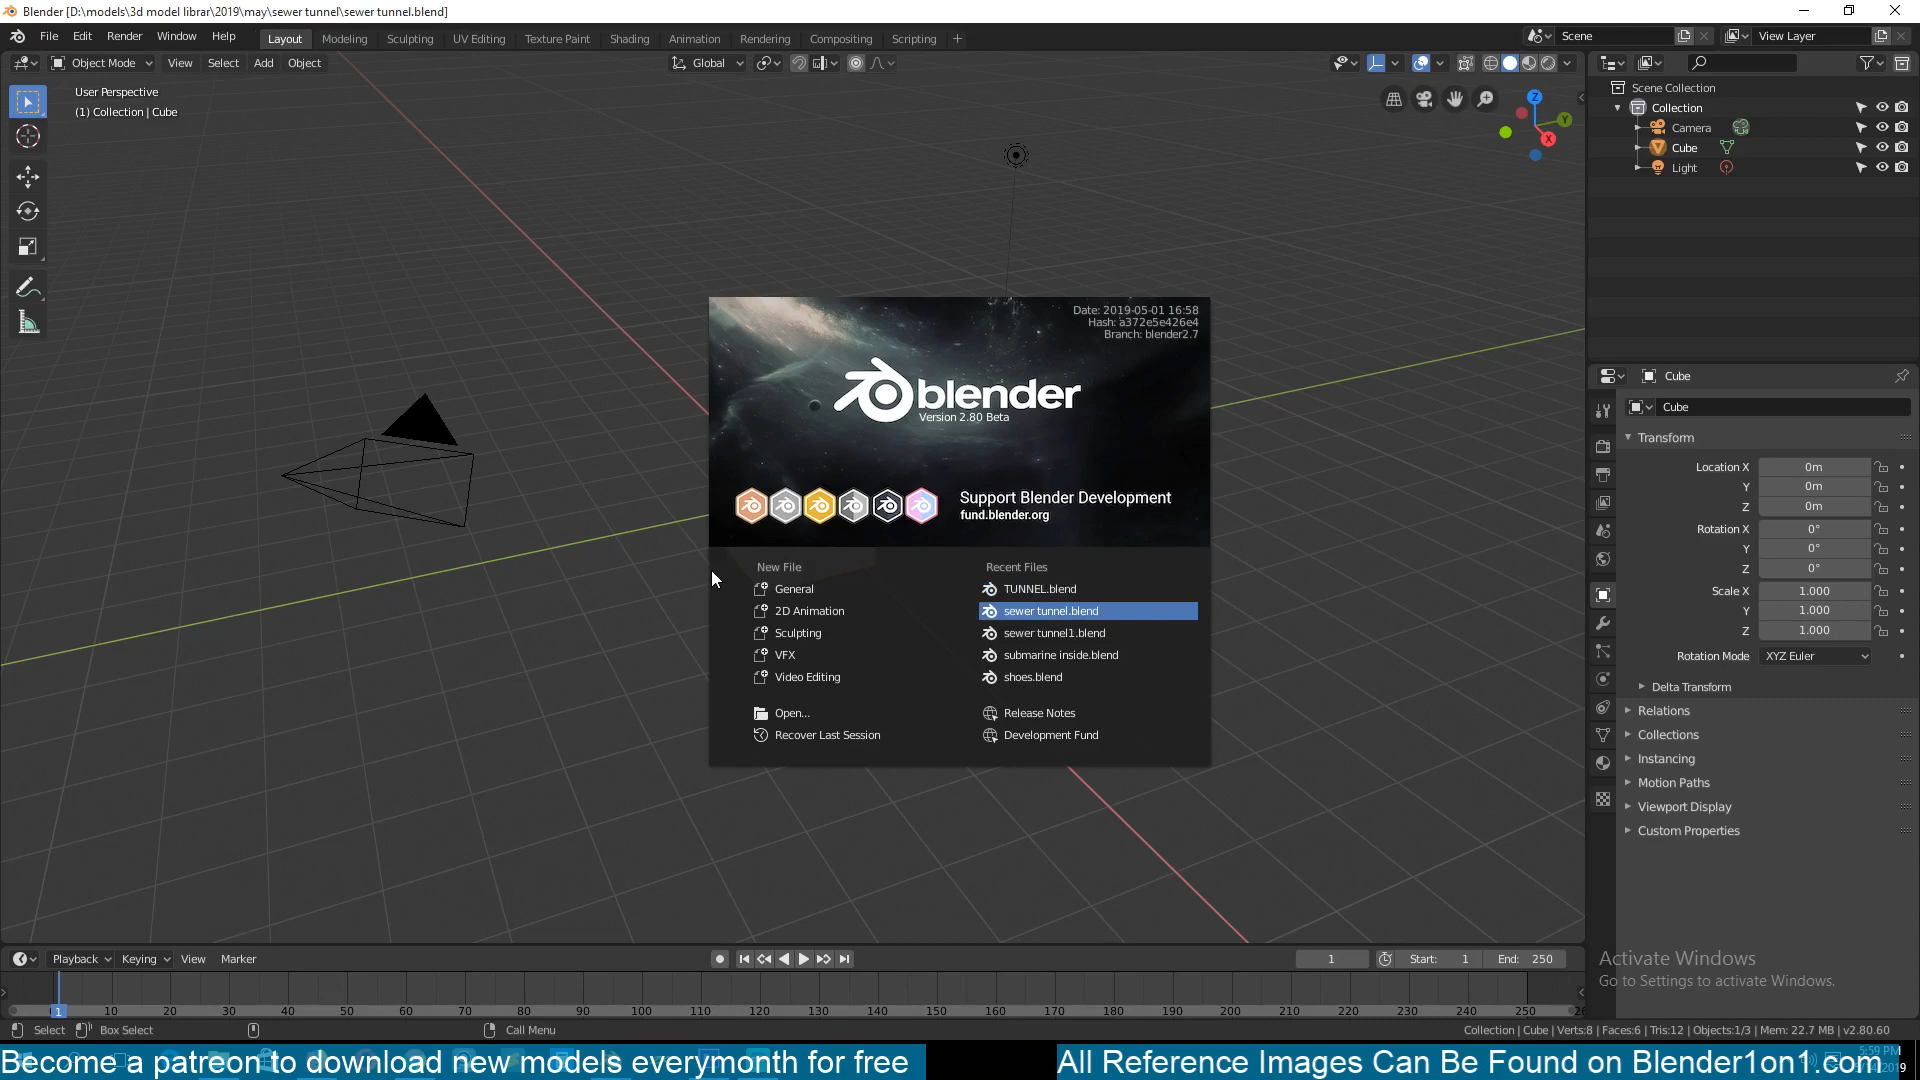 Blender [D:\models\3d model librar\2019\may\sewer tunnel\sewer tunnel.blend]
File Edit Render Window Help Layout Modeling Sculpting UV Editing Texture Paint Shading Animation Rendering Compositing Scripting + Scene View Layer
Object Mode View Select Add Object Global
User Perspective
(1) Collection | Cube
Z
Y
X
Scene Collection
Collection
Camera
Cube
Light
Date: 2019-05-01 16:58
Hash: a372e5e426e4
Branch: blender2.7
blender
Version 2.80 Beta
Support Blender Development
fund.blender.org
New File
General
2D Animation
Sculpting
VFX
Video Editing
Open...
Recover Last Session
Recent Files
TUNNEL.blend
sewer tunnel.blend
sewer tunnel1.blend
submarine inside.blend
shoes.blend
Release Notes
Development Fund
Cube
Cube
Transform
Location X 0m
Y 0m
Z 0m
Rotation X 0°
Y 0°
Z 0°
Scale X 1.000
Y 1.000
Z 1.000
Rotation Mode XYZ Euler
Delta Transform
Relations
Collections
Instancing
Motion Paths
Viewport Display
Custom Properties
Activate Windows
Go to Settings to activate Windows.
Playback Keying View Marker 1 Start: 1 End: 250
1 10 20 30 40 50 60 70 80 90 100 110 120 130 140 150 160 170 180 190 200 210 220 230 240 250
Select Box Select Call Menu Collection | Cube | Verts:8 | Faces:6 | Tris:12 | Objects:1/3 | Mem: 22.7 MB | v2.80.60
Become a patreon to download new models everymonth for free
All Reference Images Can Be Found on Blender1on1.com
5:59 PM